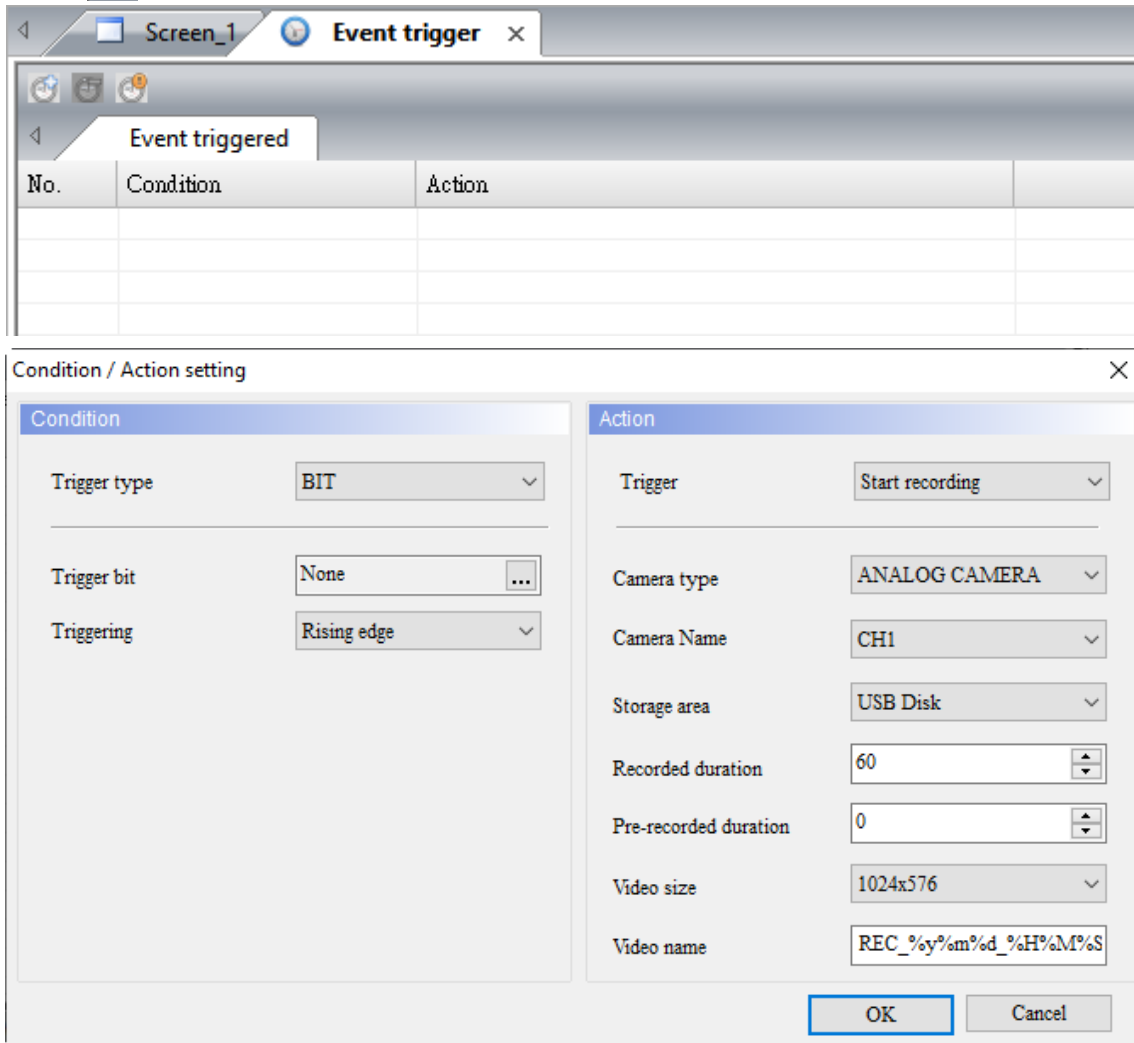 Screen_1 Event trigger
Event triggered
No. Condition Action
Condition / Action setting
Condition Action
Trigger type BIT Trigger Start recording
Trigger bit None ... Camera type ANALOG CAMERA
Triggering Rising edge Camera Name CH1
Storage area USB Disk
Recorded duration 60
Pre-recorded duration 0
Video size 1024x576
Video name REC_%y%m%d_%H%M%S
OK Cancel